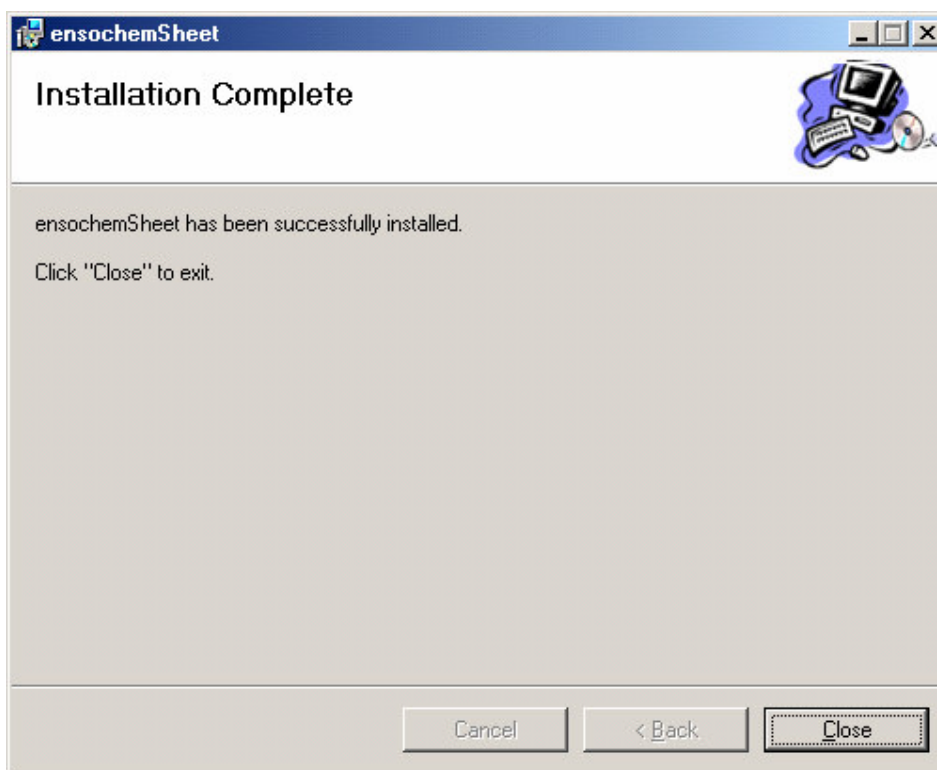 ensochemSheet
Installation Complete
ensochemSheet has been successfully installed.
Click "Close" to exit.
Cancel
< Back
Close